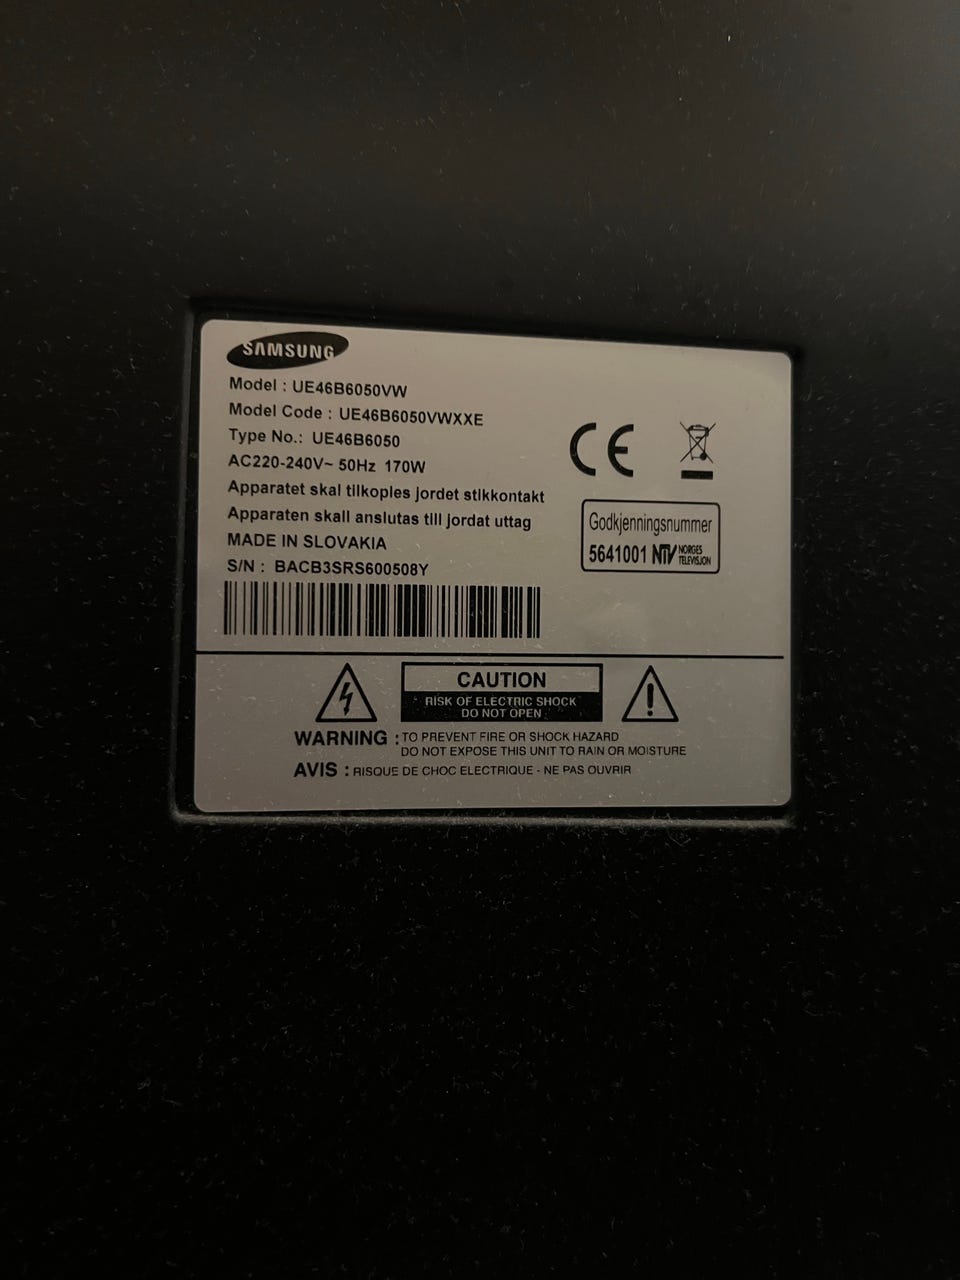 SAMSUNG
Model : UE46B6050VW
Model Code : UE46B6050VWXXE
Type No.: UE46B6050
AC220-240V~ 50Hz 170W
Apparatet skal tilkoples jordet stikkontakt
Apparaten skall anslutas till jordat uttag
MADE IN SLOVAKIA
S/N : BACB3SRS600508Y
CE
Godkjenningsnummer
5641001 NTV NORGES
TELEVISJON
CAUTION
RISK OF ELECTRIC SHOCK
DO NOT OPEN
WARNING : TO PREVENT FIRE OR SHOCK HAZARD
DO NOT EXPOSE THIS UNIT TO RAIN OR MOISTURE
AVIS : RISQUE DE CHOC ELECTRIQUE - NE PAS OUVRIR